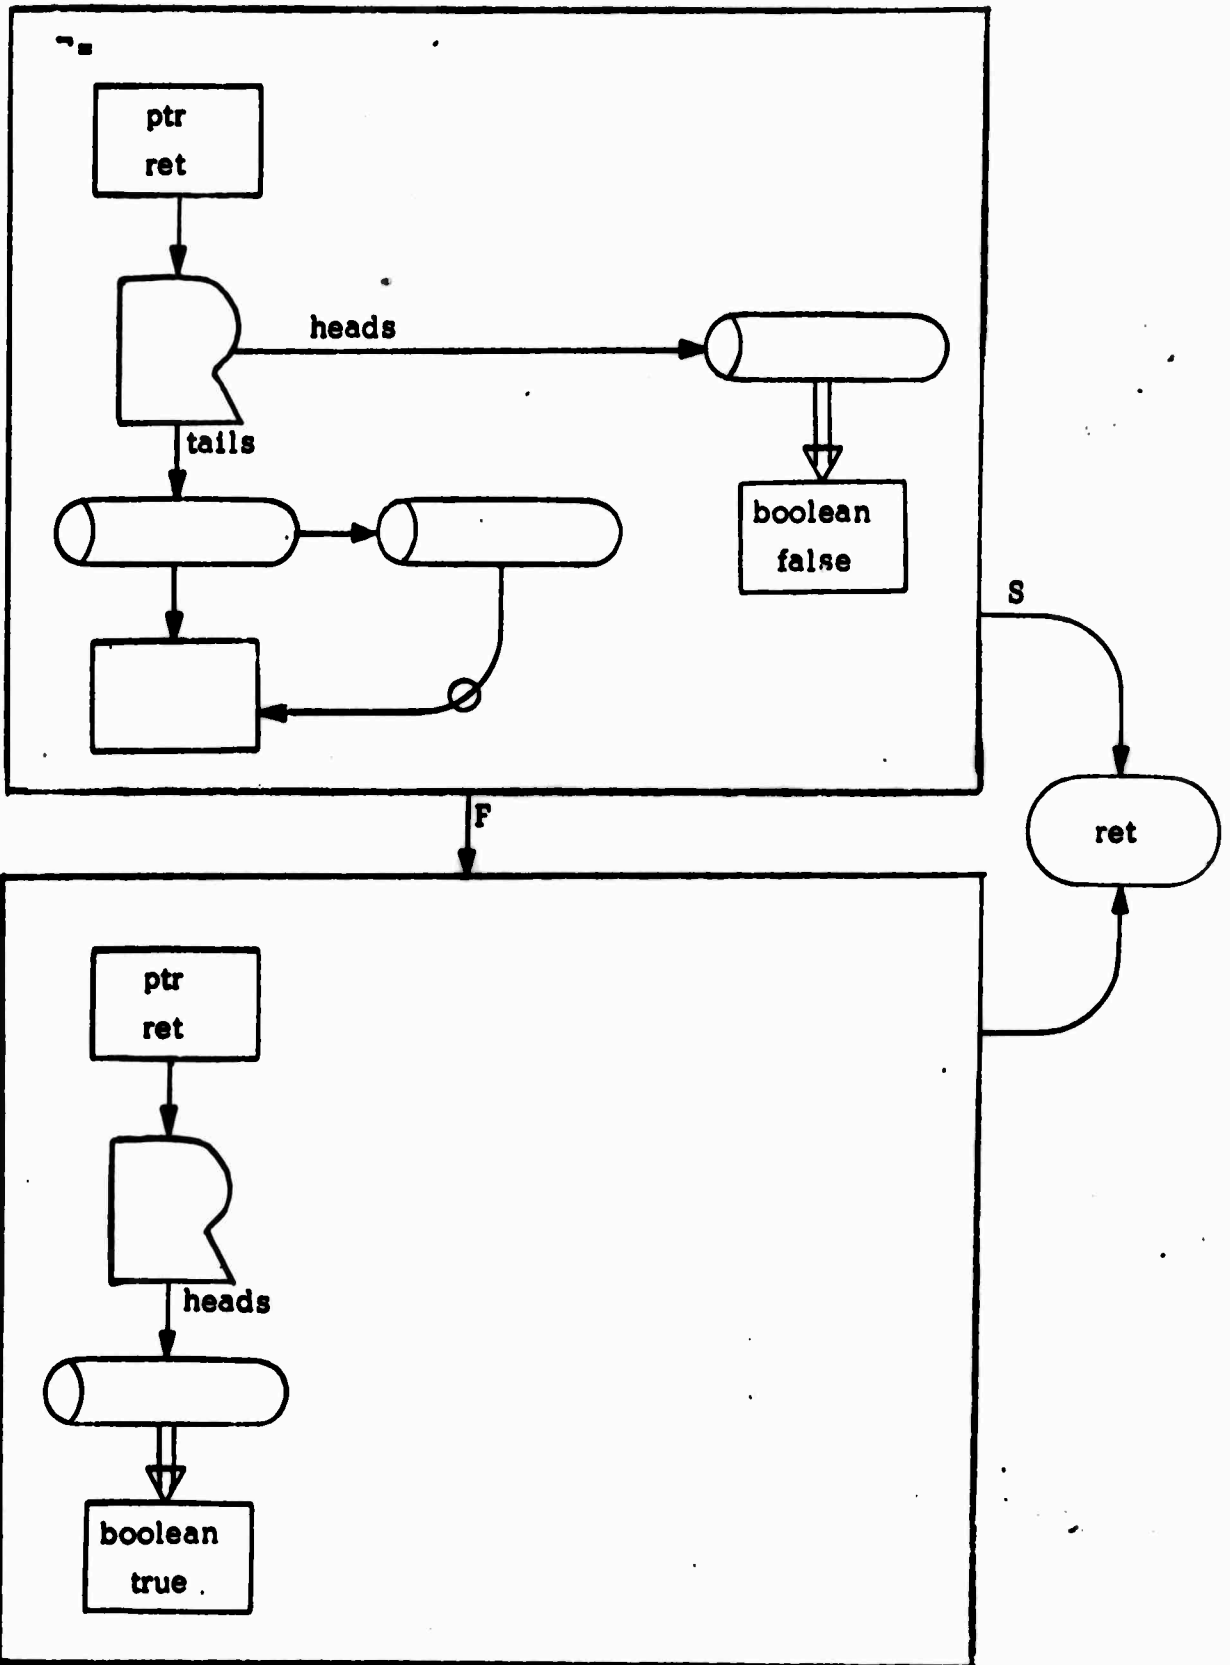 ¬=
ptr
ret
heads
tails
boolean
false
S
F
ret
ptr
ret
heads
boolean
true